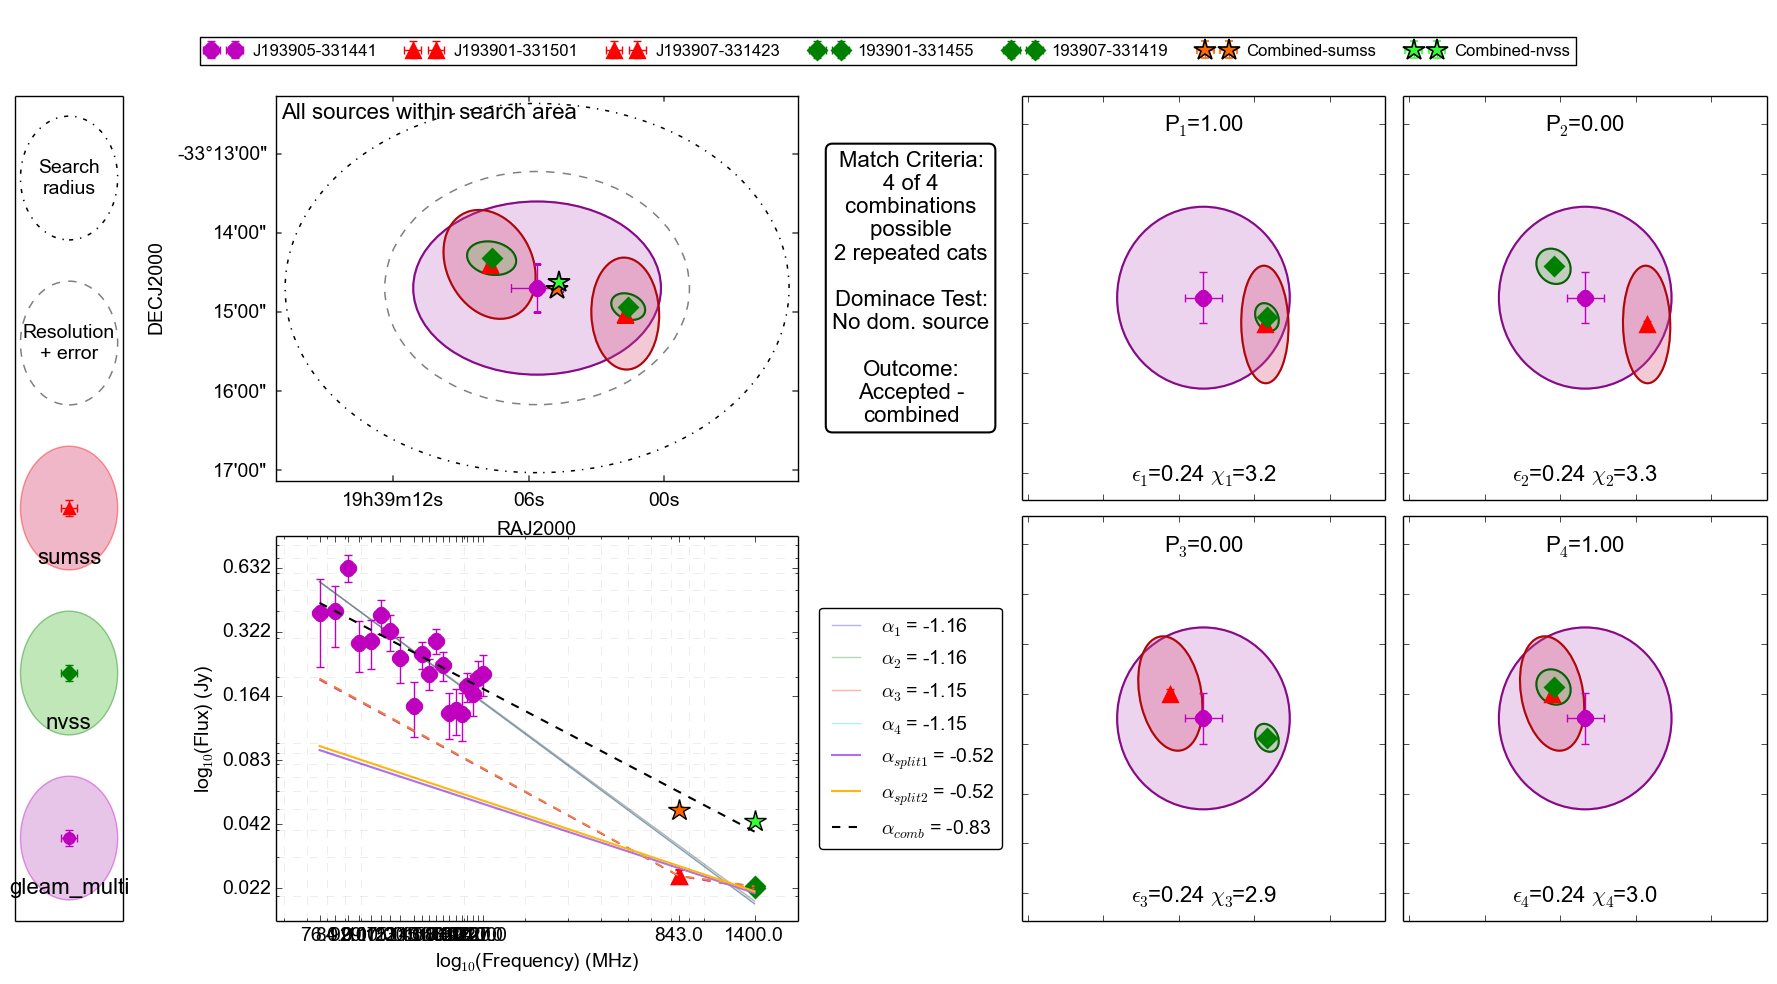 J193905-331441 J193901-331501 J193907-331423 193901-331455 193907-331419 Combined-sumss Combined-nvss
Search
radius
Resolution
+ error
sumss
nvss
gleam_multi
All sources within search area
DECJ2000
-33°13'00"
14'00"
15'00"
16'00"
17'00"
19h39m12s 06s 00s
RAJ2000
Match Criteria:
4 of 4
combinations
possible
2 repeated cats
Dominace Test:
No dom. source
Outcome:
Accepted -
combined
P₁=1.00
ϵ₁=0.24 χ₁=3.2
P₂=0.00
ϵ₂=0.24 χ₂=3.3
P₃=0.00
ϵ₃=0.24 χ₃=2.9
P₄=1.00
ϵ₄=0.24 χ₄=3.0
log₁₀(Flux) (Jy)
0.632
0.322
0.164
0.083
0.042
0.022
843.0 1400.0
log₁₀(Frequency) (MHz)
α₁ = -1.16
α₂ = -1.16
α₃ = -1.15
α₄ = -1.15
α_split1 = -0.52
α_split2 = -0.52
α_comb = -0.83